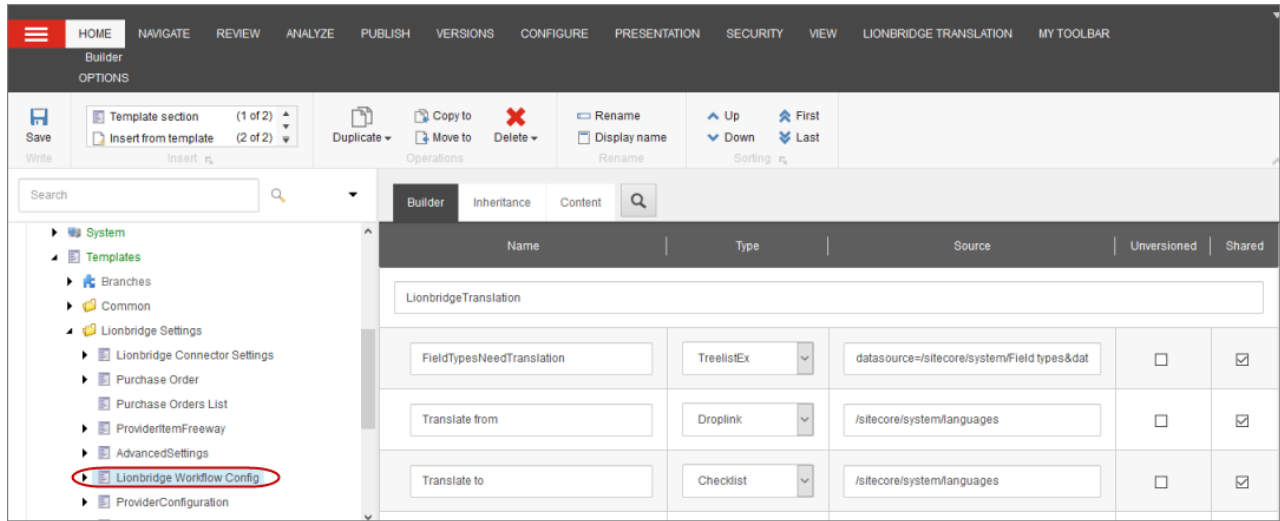 HOME NAVIGATE REVIEW ANALYZE PUBLISH VERSIONS CONFIGURE PRESENTATION SECURITY VIEW LIONBRIDGE TRANSLATION MY TOOLBAR
Builder
OPTIONS
Template section (1 of 2)
Copy to
Rename
Up First
Save
Insert from template (2 of 2)
Duplicate
Move to
Delete
Display name
Down Last
Write Insert Operations Rename Sorting
Search
Builder Inheritance Content
System
Templates
Branches
Common
Lionbridge Settings
Lionbridge Connector Settings
Purchase Order
Purchase Orders List
ProviderItemFreeway
AdvancedSettings
Lionbridge Workflow Config
ProviderConfiguration
Name Type Source Unversioned Shared
LionbridgeTranslation
FieldTypesNeedTranslation TreelistEx datasource=/sitecore/system/Field types&dat
Translate from Droplink /sitecore/system/languages
Translate to Checklist /sitecore/system/languages